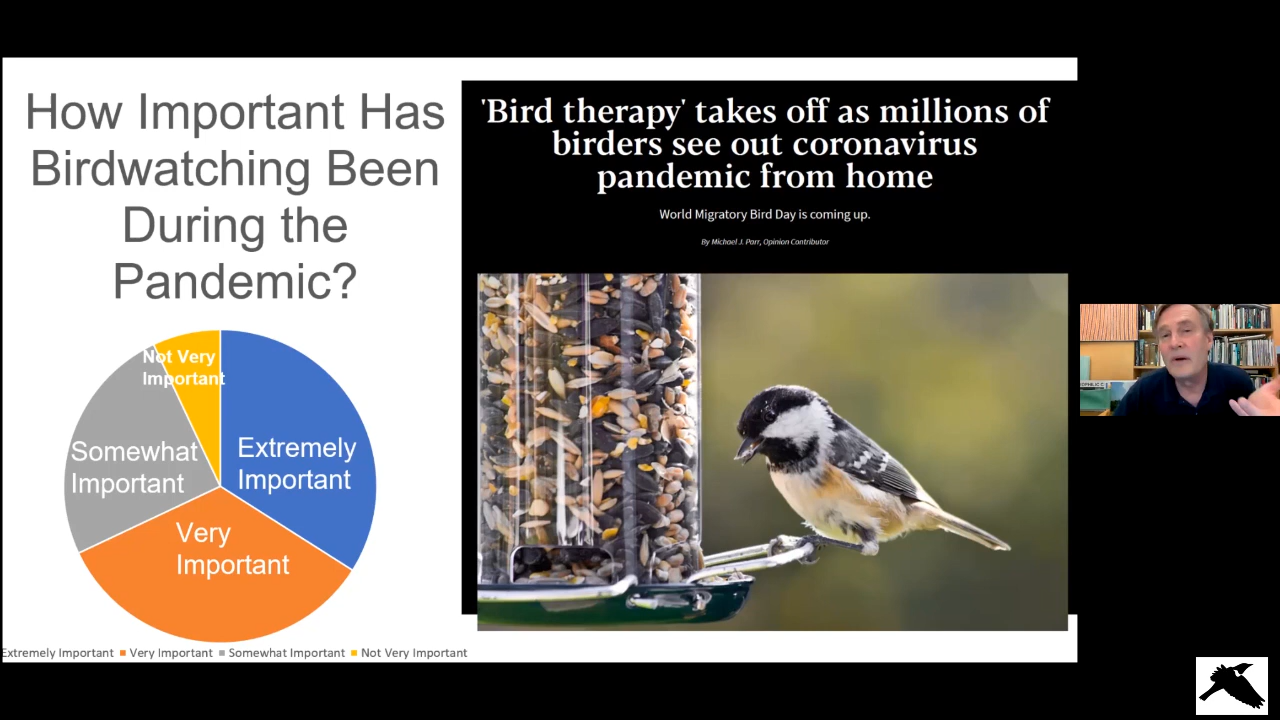 How Important Has
Birdwatching Been
During the
Pandemic?
Not Very
Important
Somewhat
Important
Extremely
Important
Very
Important
Extremely Important
Very Important
Somewhat Important
Not Very Important
'Bird therapy' takes off as millions of
birders see out coronavirus
pandemic from home
World Migratory Bird Day is coming up.
By Michael J. Parr, Opinion Contributor